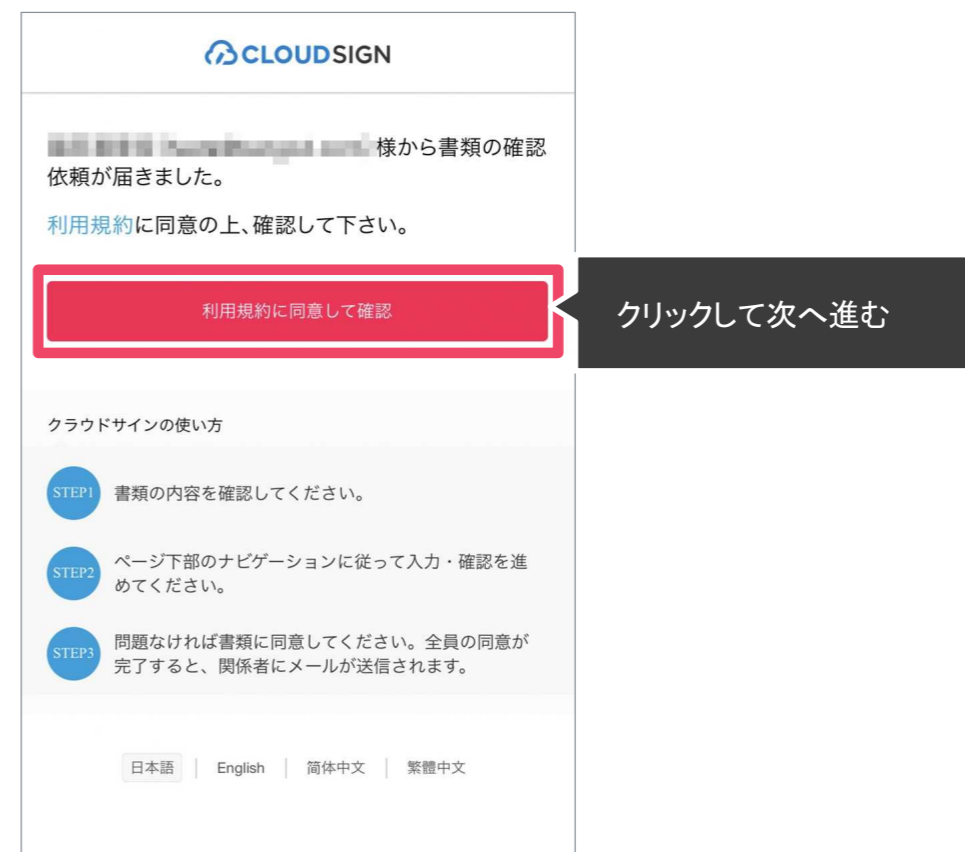 CLOUDSIGN
様から書類の確認
依頼が届きました。
利用規約に同意の上、確認して下さい。
利用規約に同意して確認
クリックして次へ進む
クラウドサインの使い方
STEP1 書類の内容を確認してください。
STEP2 ページ下部のナビゲーションに従って入力・確認を進
めてください。
STEP3 問題なければ書類に同意してください。全員の同意が
完了すると、関係者にメールが送信されます。
日本語 | English | 简体中文 | 繁體中文